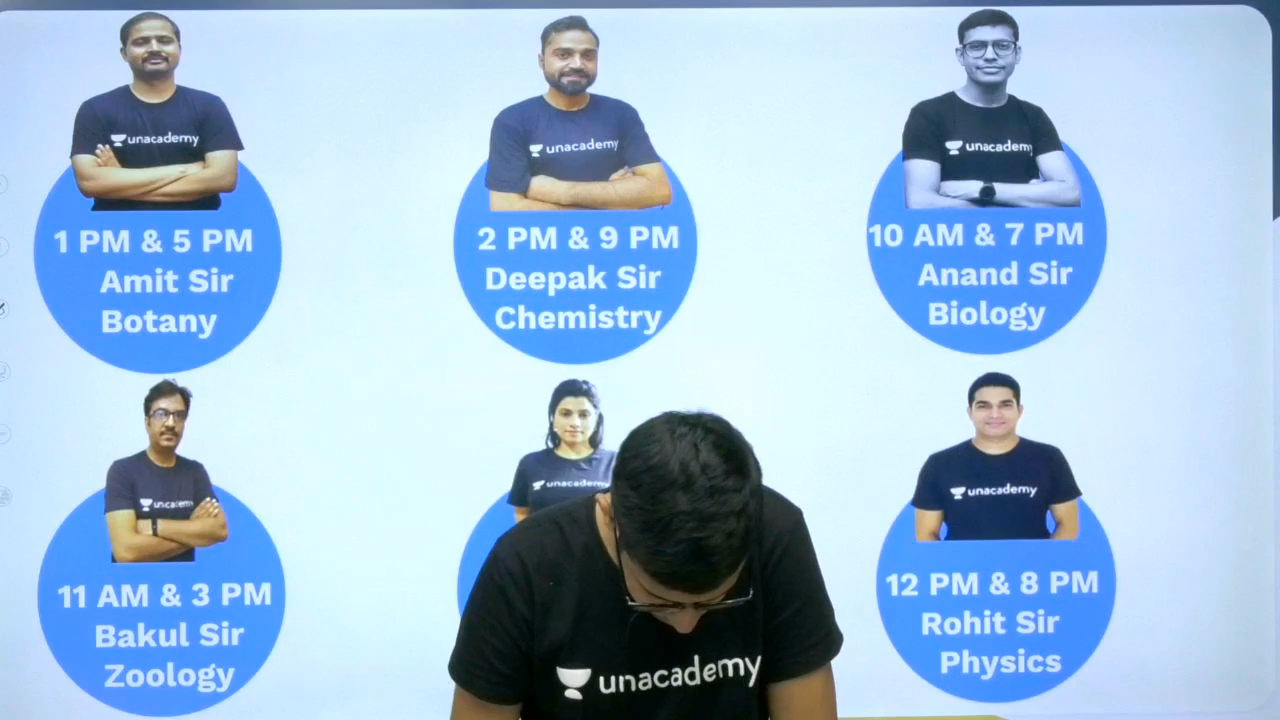 unacademy
1 PM & 5 PM
Amit Sir
Botany
unacademy
2 PM & 9 PM
Deepak Sir
Chemistry
unacademy
10 AM & 7 PM
Anand Sir
Biology
unacademy
11 AM & 3 PM
Bakul Sir
Zoology
unacademy
unacademy
12 PM & 8 PM
Rohit Sir
Physics
unacademy